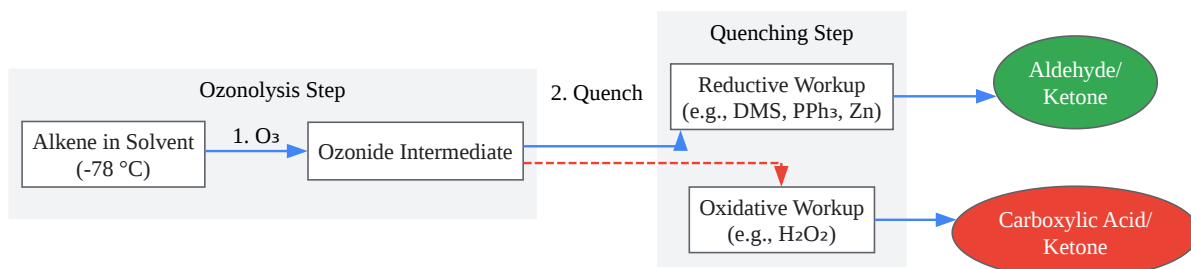 Ozonolysis Step
Alkene in Solvent
(-78 °C)
1. O₃
Ozonide Intermediate
2. Quench
Quenching Step
Reductive Workup
(e.g., DMS, PPh₃, Zn)
Oxidative Workup
(e.g., H₂O₂)
Aldehyde/
Ketone
Carboxylic Acid/
Ketone